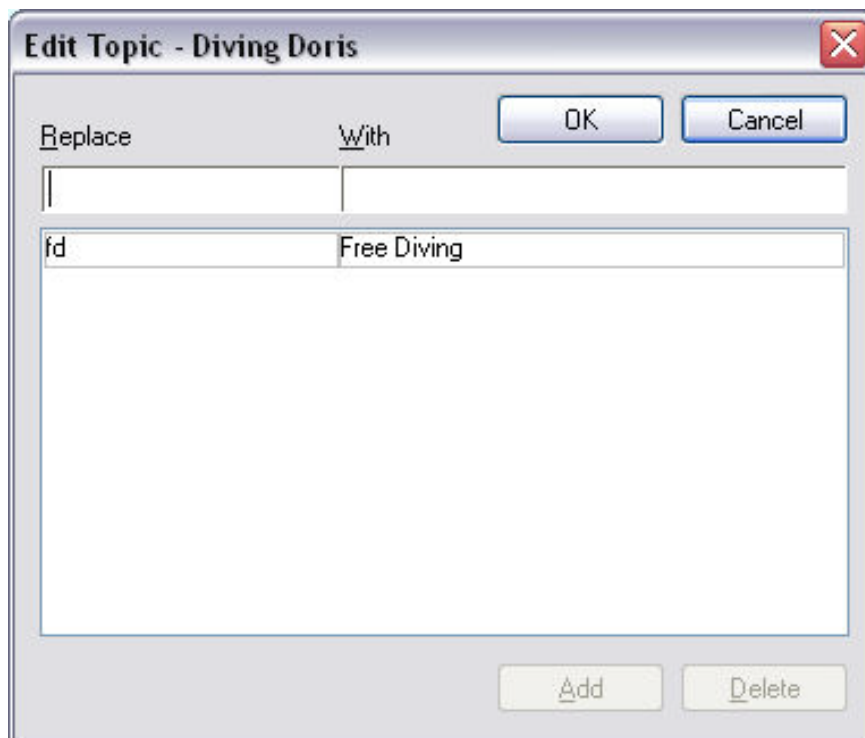 Edit Topic - Diving Doris
OK Cancel
Replace With
fd Free Diving
Add Delete